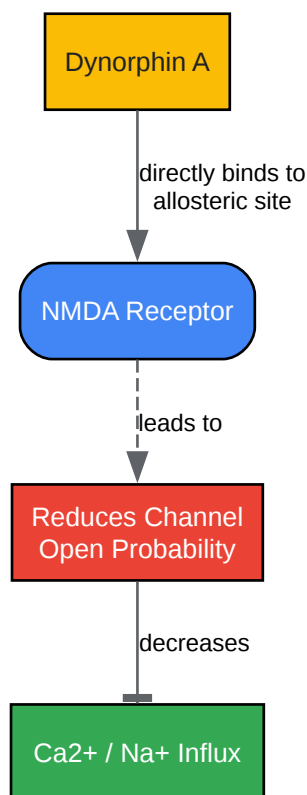 Dynorphin A
directly binds to
allosteric site
NMDA Receptor
leads to
Reduces Channel
Open Probability
decreases
Ca2+ / Na+ Influx